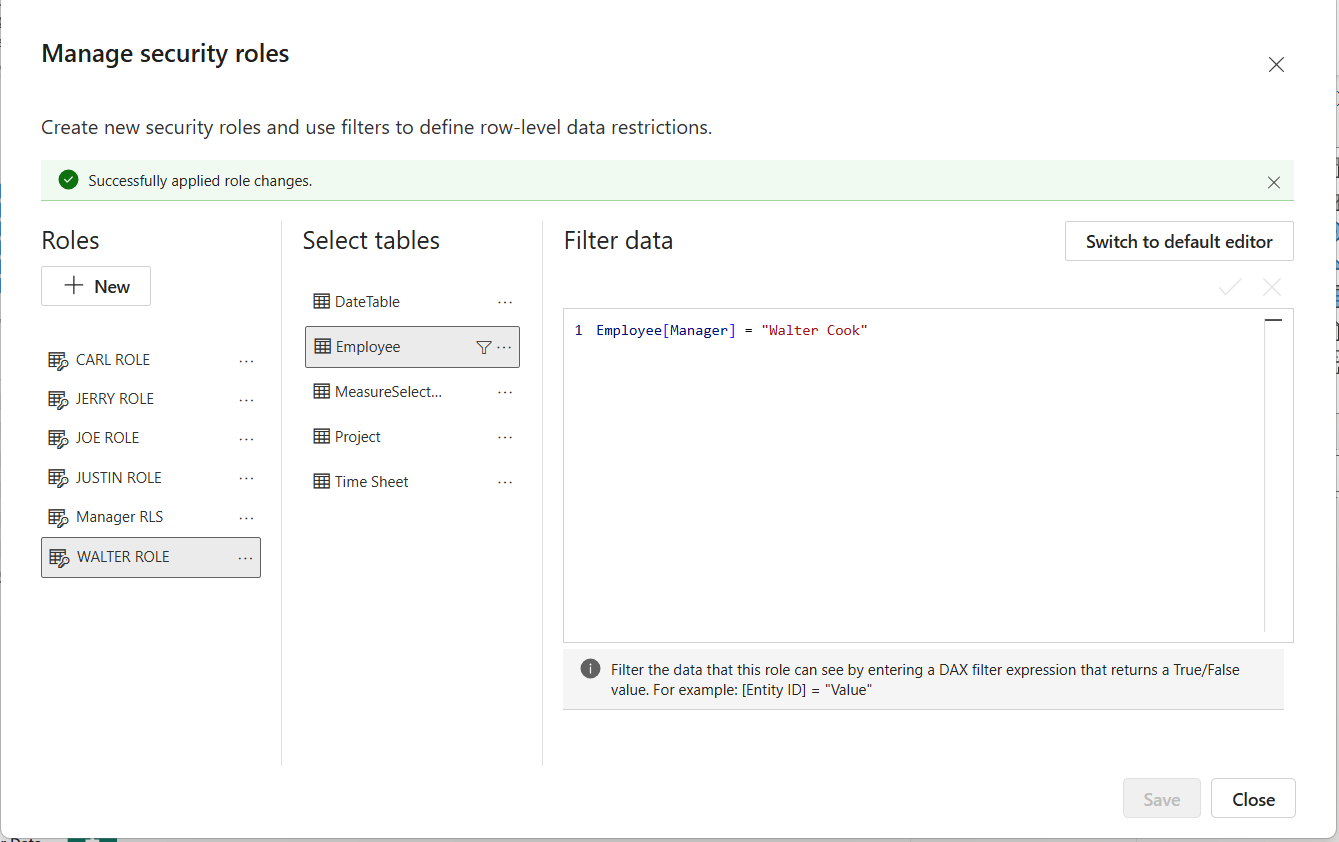 Manage security roles
Create new security roles and use filters to define row-level data restrictions.
Successfully applied role changes.
Roles
New
CARL ROLE
JERRY ROLE
JOE ROLE
JUSTIN ROLE
Manager RLS
WALTER ROLE
Select tables
DateTable
Employee
MeasureSelect...
Project
Time Sheet
Filter data
Switch to default editor
1 Employee[Manager] = "Walter Cook"
Filter the data that this role can see by entering a DAX filter expression that returns a True/False
value. For example: [Entity ID] = "Value"
Save
Close